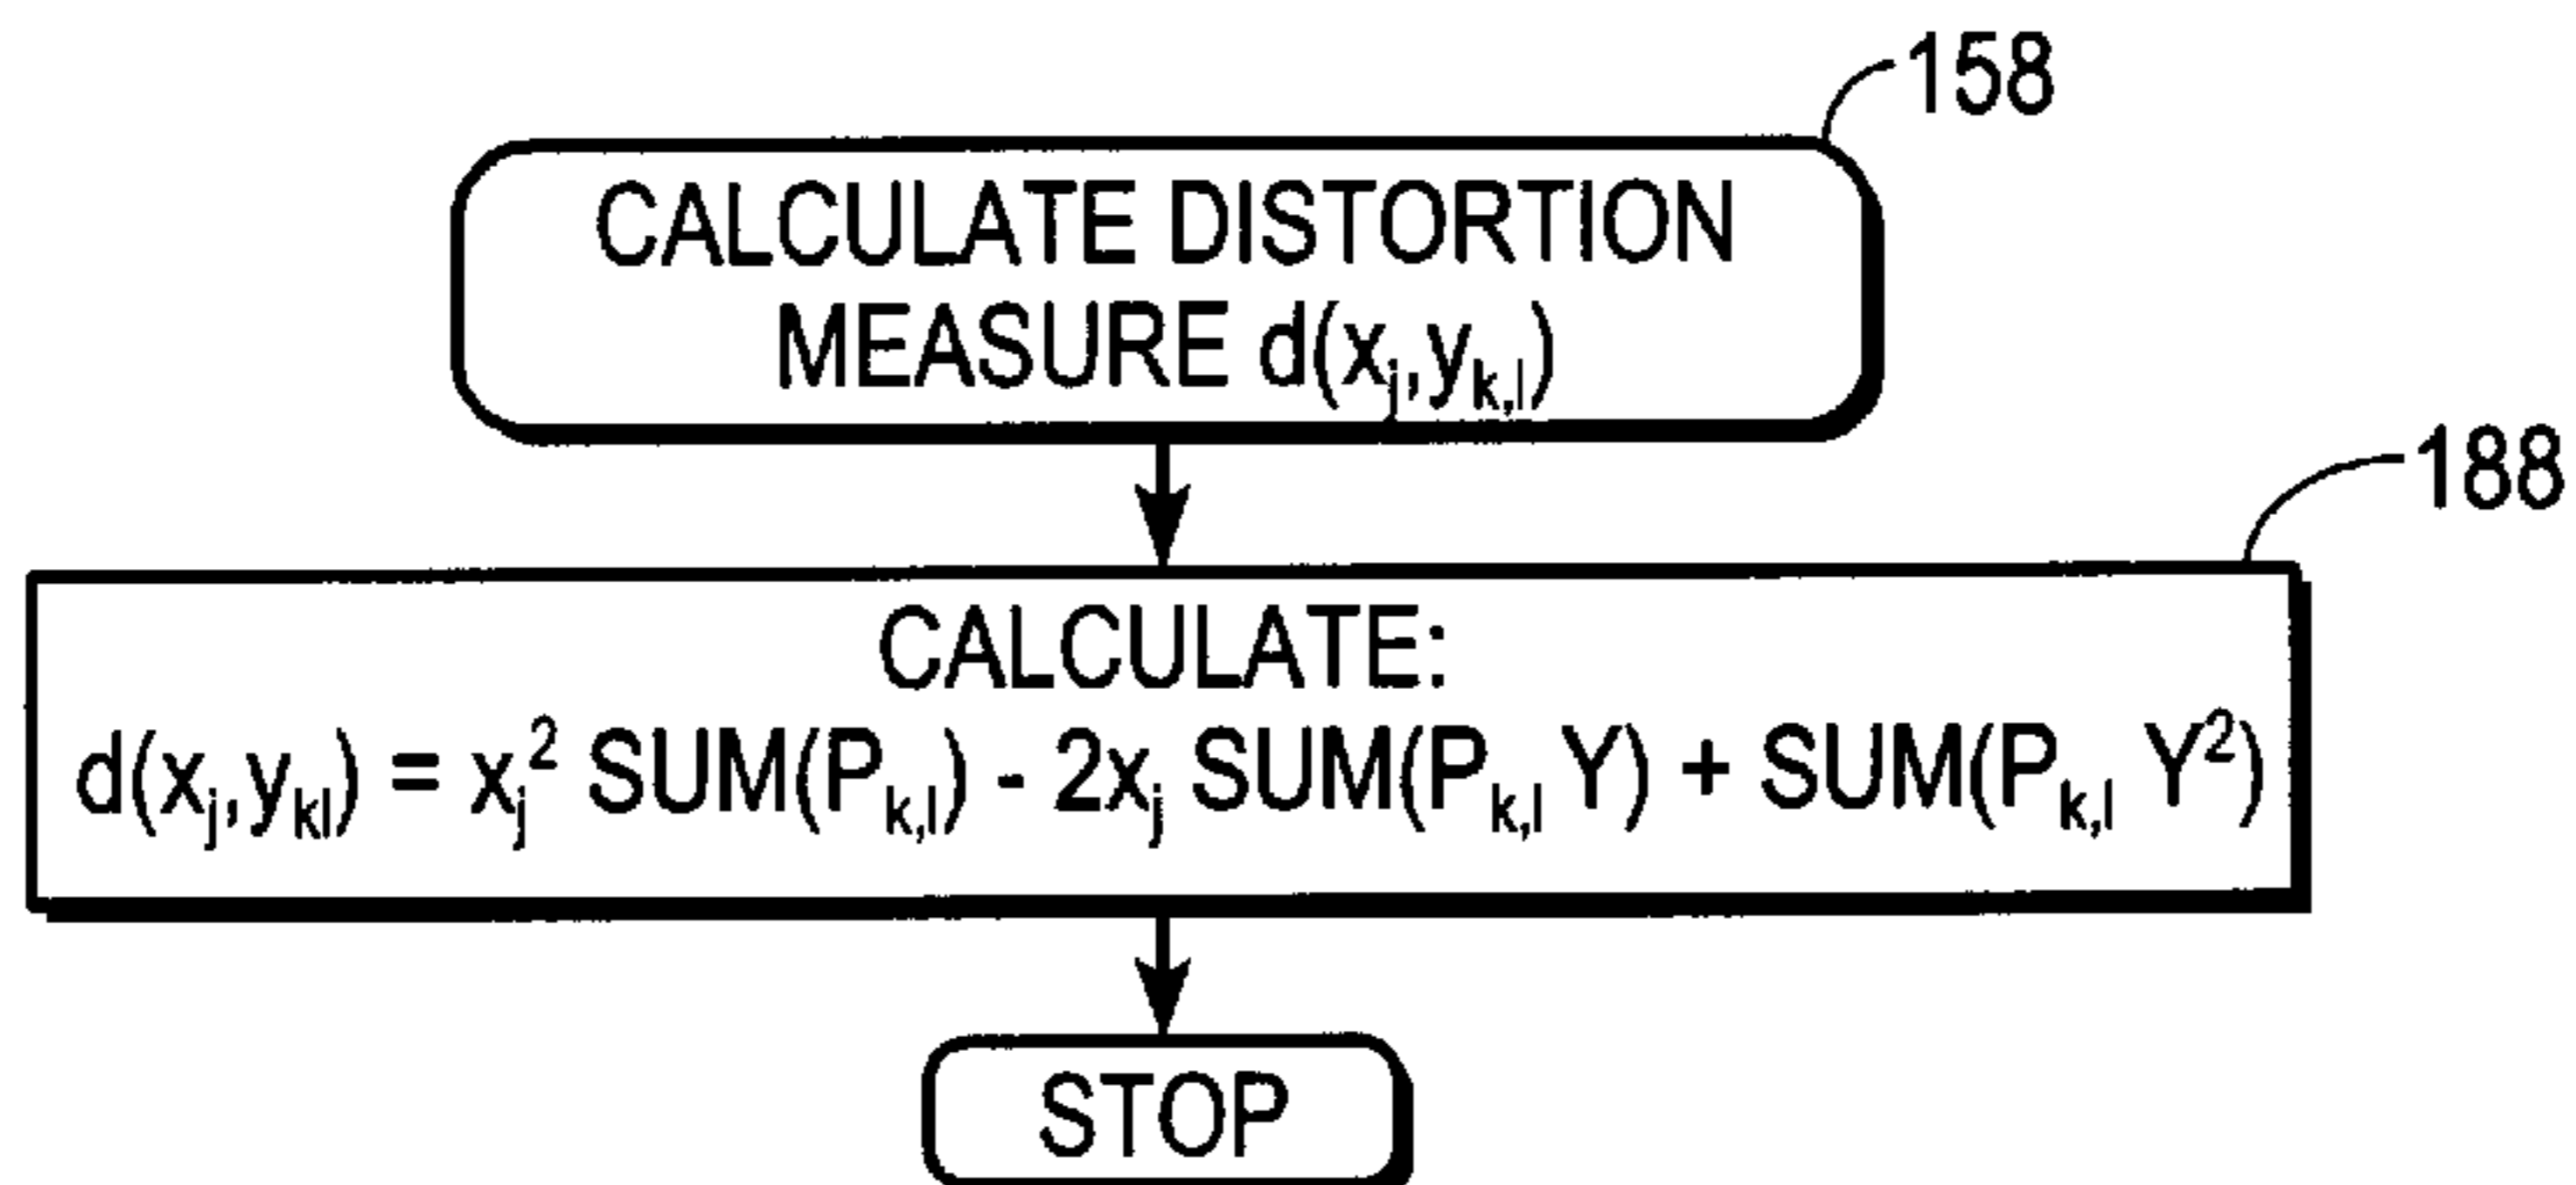 158
CALCULATE DISTORTION
MEASURE d(xⱼ,yₖ,ₗ)
188
CALCULATE:
d(xⱼ,yₖₗ) = xⱼ² SUM(Pₖ,ₗ) - 2xⱼ SUM(Pₖ,ₗ Y) + SUM(Pₖ,ₗ Y²)
STOP